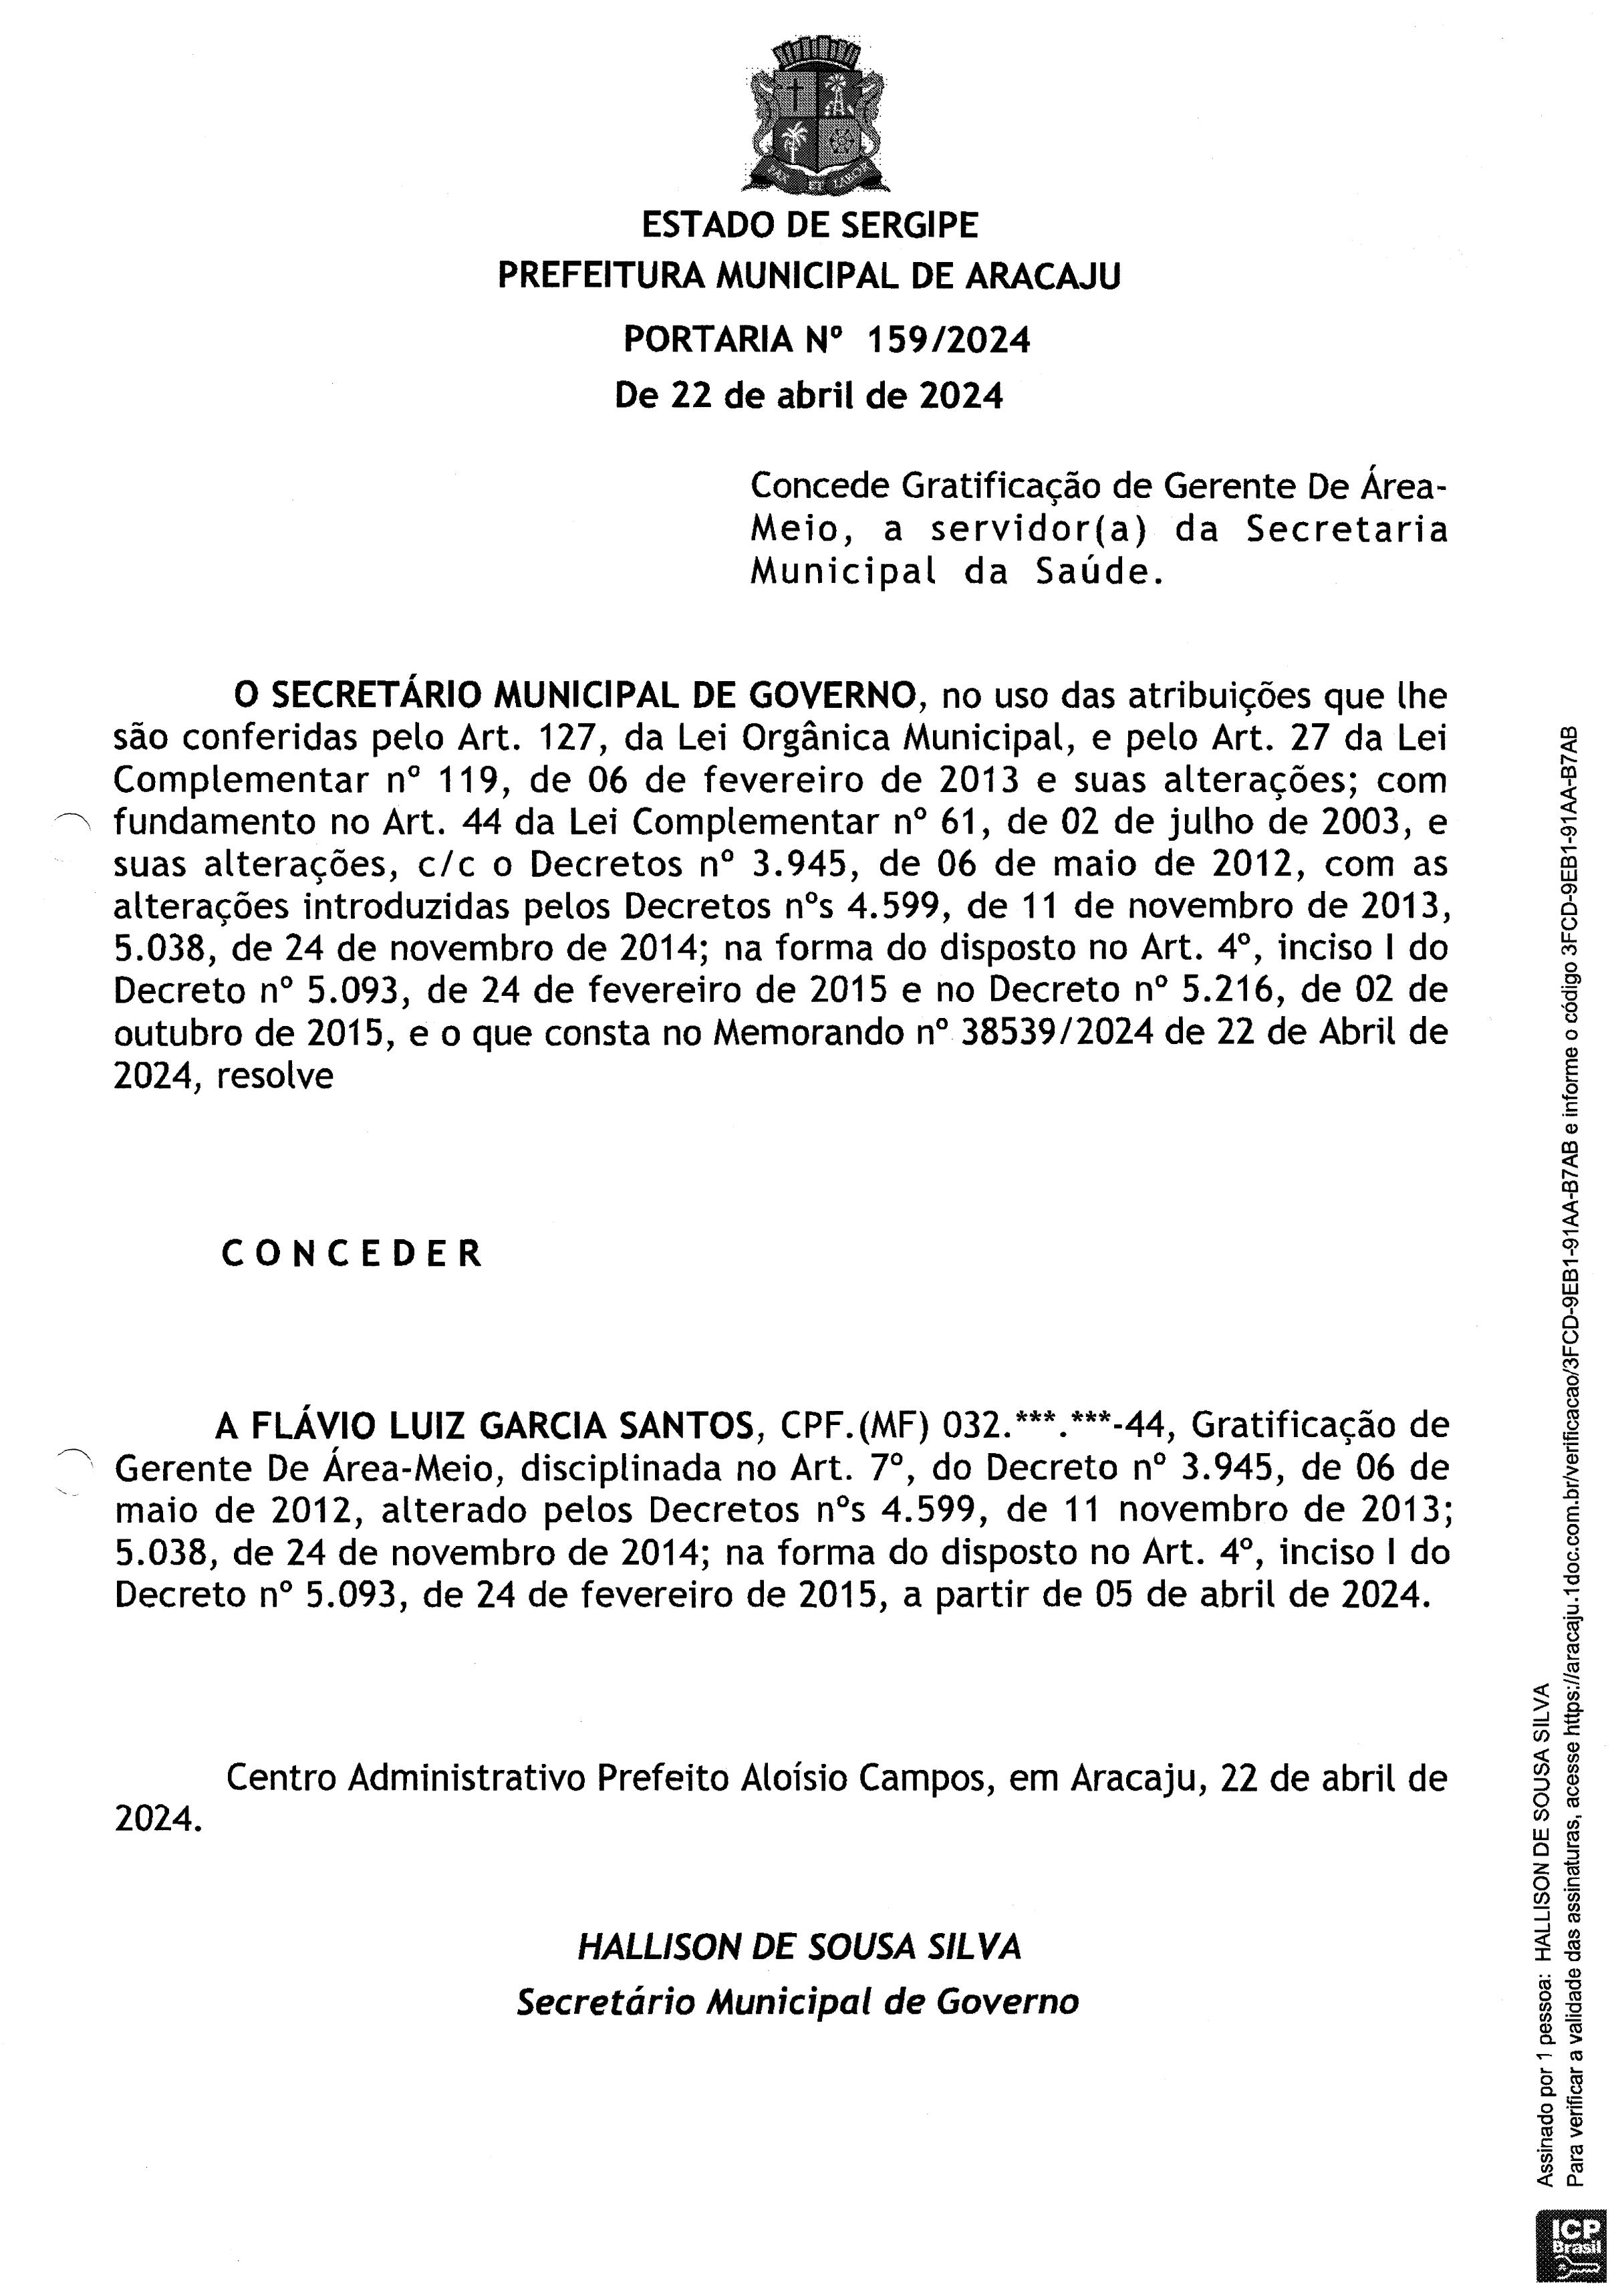 PAX ET LABOR
ESTADO DE SERGIPE
PREFEITURA MUNICIPAL DE ARACAJU
PORTARIA Nº 159/2024
De 22 de abril de 2024
Concede Gratificação de Gerente De Área-
Meio, a servidor(a) da Secretaria
Municipal da Saúde.
O SECRETÁRIO MUNICIPAL DE GOVERNO, no uso das atribuições que lhe
são conferidas pelo Art. 127, da Lei Orgânica Municipal, e pelo Art. 27 da Lei
Complementar nº 119, de 06 de fevereiro de 2013 e suas alterações; com
fundamento no Art. 44 da Lei Complementar nº 61, de 02 de julho de 2003, e
suas alterações, c/c o Decretos nº 3.945, de 06 de maio de 2012, com as
alterações introduzidas pelos Decretos nºs 4.599, de 11 de novembro de 2013,
5.038, de 24 de novembro de 2014; na forma do disposto no Art. 4º, inciso I do
Decreto nº 5.093, de 24 de fevereiro de 2015 e no Decreto nº 5.216, de 02 de
outubro de 2015, e o que consta no Memorando nº 38539/2024 de 22 de Abril de
2024, resolve
C O N C E D E R
A FLÁVIO LUIZ GARCIA SANTOS, CPF.(MF) 032.***.***-44, Gratificação de
Gerente De Área-Meio, disciplinada no Art. 7º, do Decreto nº 3.945, de 06 de
maio de 2012, alterado pelos Decretos nºs 4.599, de 11 novembro de 2013;
5.038, de 24 de novembro de 2014; na forma do disposto no Art. 4º, inciso I do
Decreto nº 5.093, de 24 de fevereiro de 2015, a partir de 05 de abril de 2024.
Centro Administrativo Prefeito Aloísio Campos, em Aracaju, 22 de abril de
2024.
HALLISON DE SOUSA SILVA
Secretário Municipal de Governo
Assinado por 1 pessoa: HALLISON DE SOUSA SILVA
Para verificar a validade das assinaturas, acesse https://aracaju.1doc.com.br/verificacao/3FCD-9EB1-91AA-B7AB e informe o código 3FCD-9EB1-91AA-B7AB
ICP
Brasil